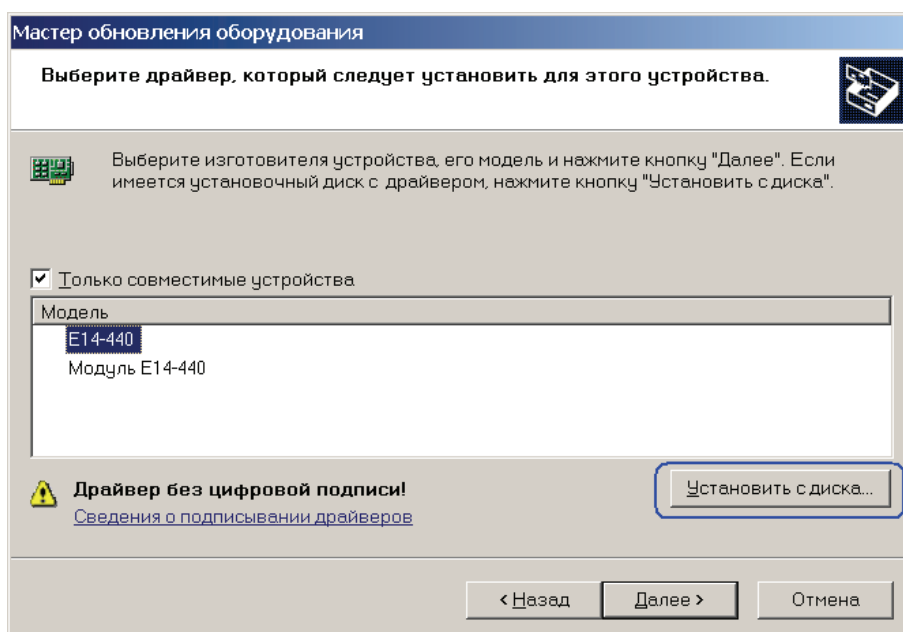 Мастер обновления оборудования
Выберите драйвер, который следует установить для этого устройства.
Выберите изготовителя устройства, его модель и нажмите кнопку "Далее". Если
имеется установочный диск с драйвером, нажмите кнопку "Установить с диска".
Только совместимые устройства
Модель
E14-440
Модуль E14-440
Драйвер без цифровой подписи!
Сведения о подписывании драйверов
Установить с диска...
< Назад
Далее >
Отмена